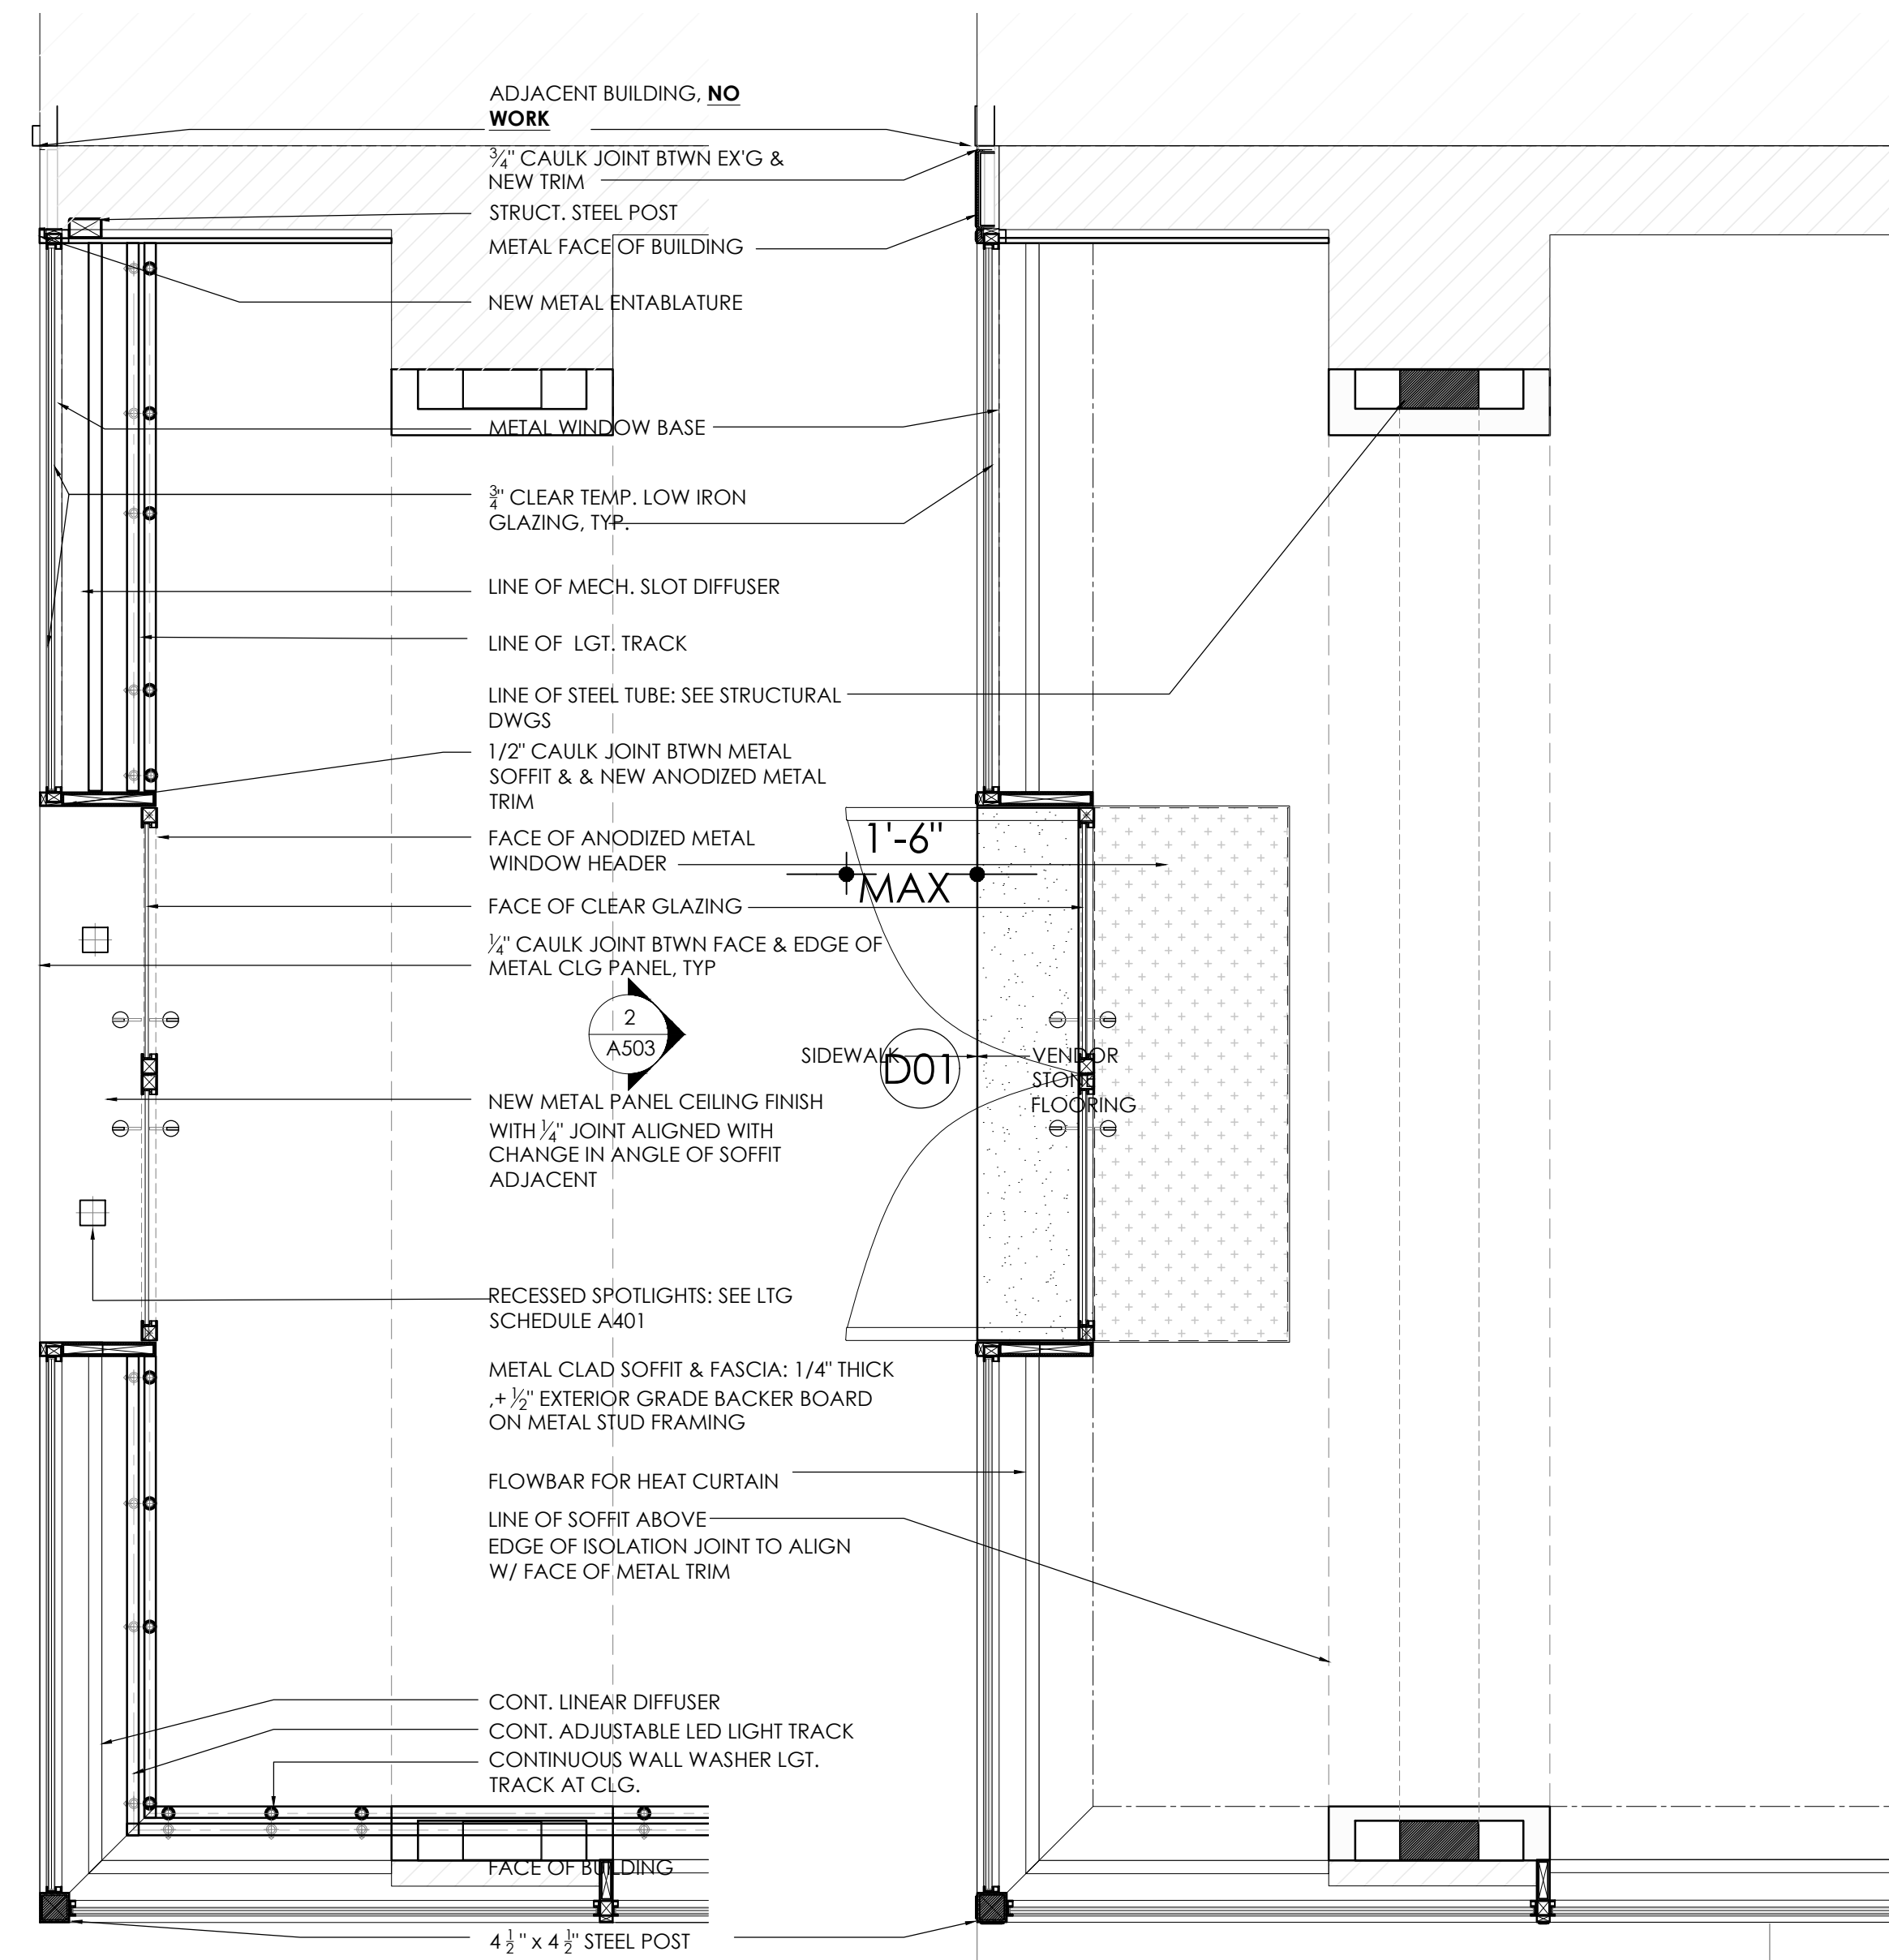 ADJACENT BUILDING, NO
WORK
¾" CAULK JOINT BTWN EX'G &
NEW TRIM
STRUCT. STEEL POST
METAL FACE OF BUILDING
NEW METAL ENTABLATURE
METAL WINDOW BASE
¾" CLEAR TEMP. LOW IRON
GLAZING, TYP.
LINE OF MECH. SLOT DIFFUSER
LINE OF LGT. TRACK
LINE OF STEEL TUBE: SEE STRUCTURAL
DWGS
1/2" CAULK JOINT BTWN METAL
SOFFIT & & NEW ANODIZED METAL
TRIM
FACE OF ANODIZED METAL
WINDOW HEADER
1'-6"
MAX
FACE OF CLEAR GLAZING
¼" CAULK JOINT BTWN FACE & EDGE OF
METAL CLG PANEL, TYP
2
A503
SIDEWALK
D01
VENDOR
STONE
FLOORING
NEW METAL PANEL CEILING FINISH
WITH ¼" JOINT ALIGNED WITH
CHANGE IN ANGLE OF SOFFIT
ADJACENT
RECESSED SPOTLIGHTS: SEE LTG
SCHEDULE A401
METAL CLAD SOFFIT & FASCIA: 1/4" THICK
,+ ½" EXTERIOR GRADE BACKER BOARD
ON METAL STUD FRAMING
FLOWBAR FOR HEAT CURTAIN
LINE OF SOFFIT ABOVE
EDGE OF ISOLATION JOINT TO ALIGN
W/ FACE OF METAL TRIM
CONT. LINEAR DIFFUSER
CONT. ADJUSTABLE LED LIGHT TRACK
CONTINUOUS WALL WASHER LGT.
TRACK AT CLG.
FACE OF BUILDING
4 ½" x 4 ½" STEEL POST